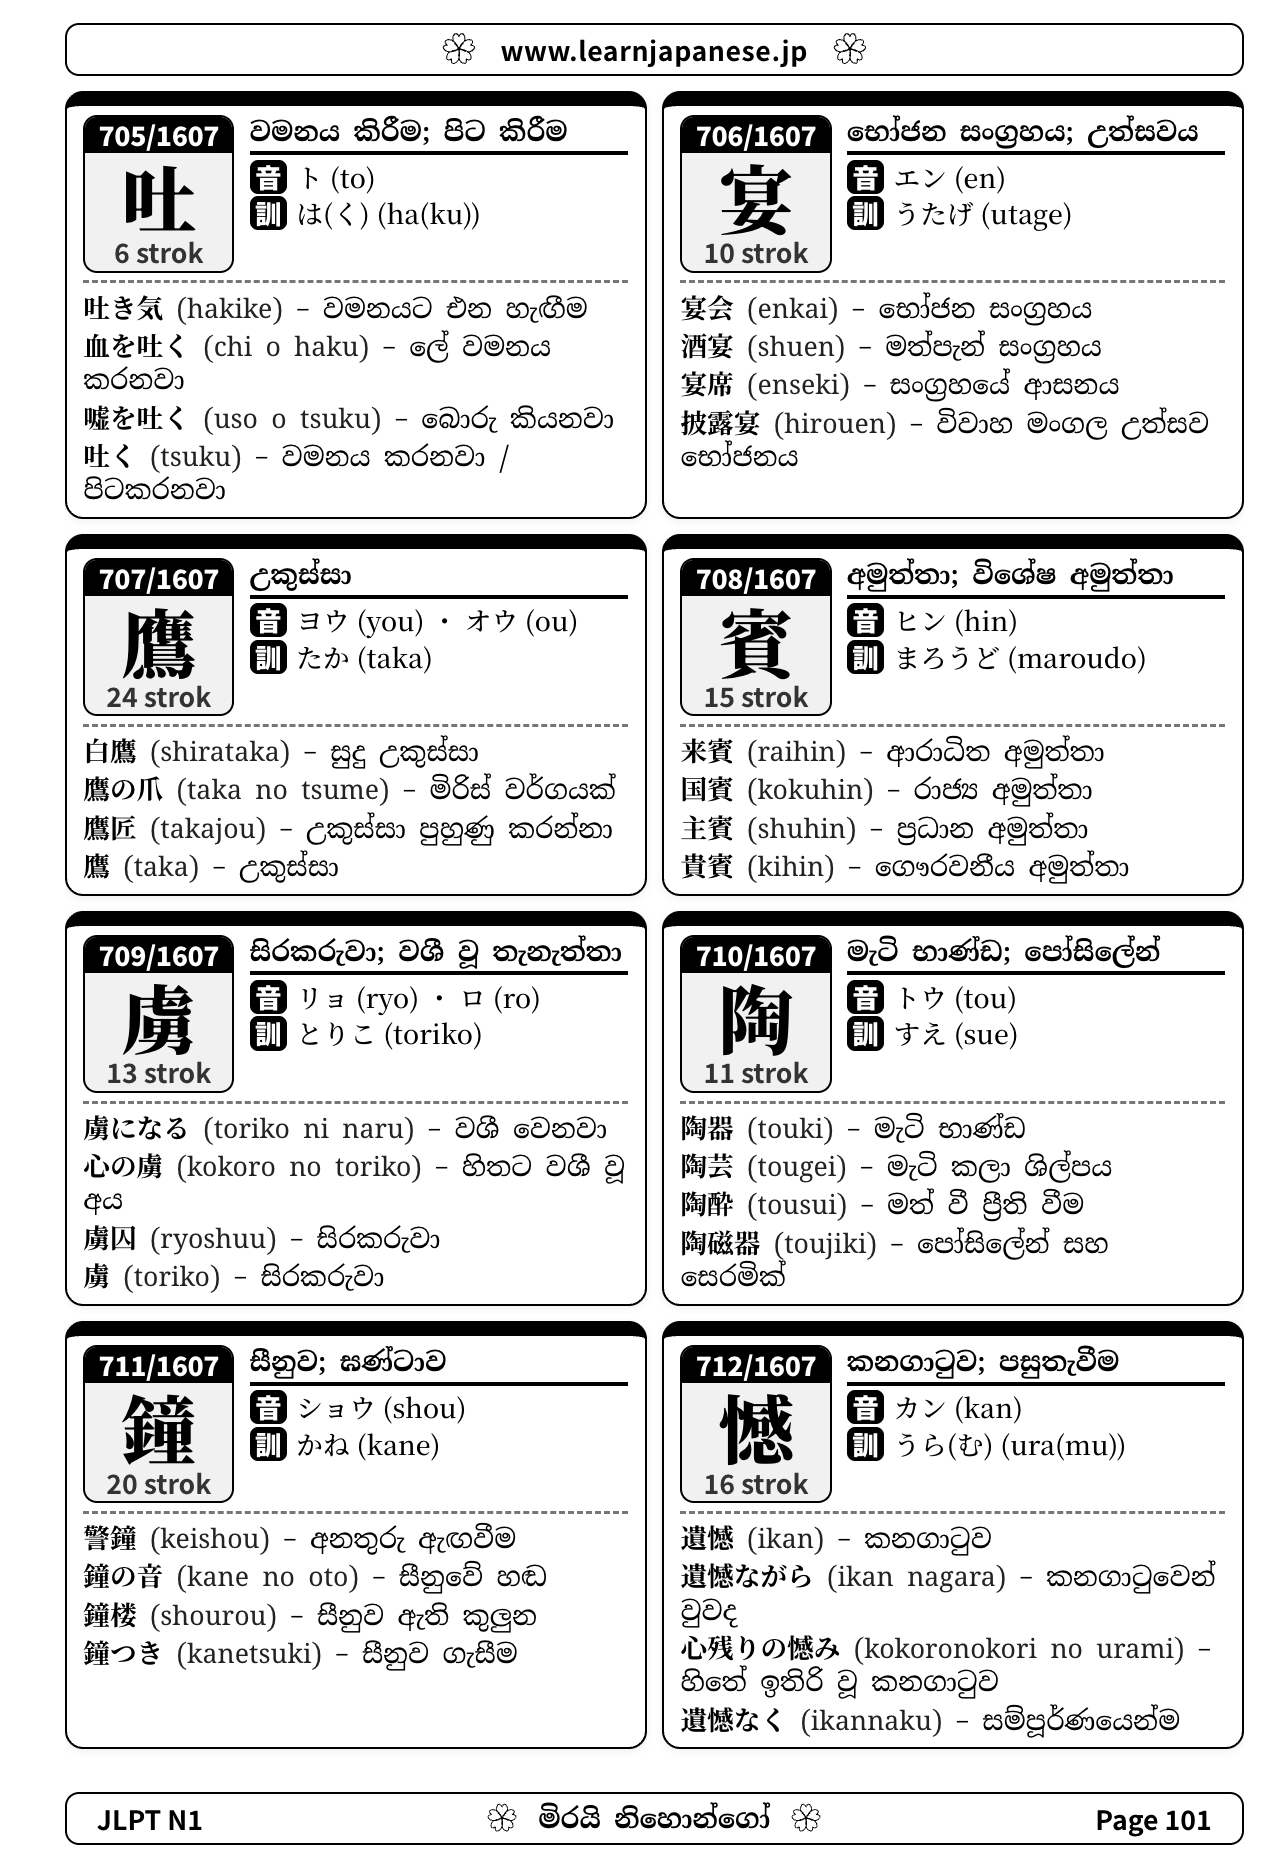 www.learnjapanese.jp
705/1607
吐
6 strok
වමනය කිරීම; පිට කිරීම
音 ト (to)
訓 は(く) (ha(ku))
吐き気 (hakike) – වමනයට එන හැඟීම
血を吐く (chi o haku) – ලේ වමනය
කරනවා
嘘を吐く (uso o tsuku) – බොරු කියනවා
吐く (tsuku) – වමනය කරනවා /
පිටකරනවා
706/1607
宴
10 strok
භෝජන සංග්‍රහය; උත්සවය
音 エン (en)
訓 うたげ (utage)
宴会 (enkai) – භෝජන සංග්‍රහය
酒宴 (shuen) – මත්පැන් සංග්‍රහය
宴席 (enseki) – සංග්‍රහයේ ආසනය
披露宴 (hirouen) – විවාහ මංගල උත්සව
භෝජනය
707/1607
鷹
24 strok
උකුස්සා
音 ヨウ (you) ・ オウ (ou)
訓 たか (taka)
白鷹 (shirataka) – සුදු උකුස්සා
鷹の爪 (taka no tsume) – මිරිස් වර්ගයක්
鷹匠 (takajou) – උකුස්සා පුහුණු කරන්නා
鷹 (taka) – උකුස්සා
708/1607
賓
15 strok
අමුත්තා; විශේෂ අමුත්තා
音 ヒン (hin)
訓 まろうど (maroudo)
来賓 (raihin) – ආරාධිත අමුත්තා
国賓 (kokuhin) – රාජ්‍ය අමුත්තා
主賓 (shuhin) – ප්‍රධාන අමුත්තා
貴賓 (kihin) – ගෞරවනීය අමුත්තා
709/1607
虜
13 strok
සිරකරුවා; වශී වූ තැනැත්තා
音 リョ (ryo) ・ ロ (ro)
訓 とりこ (toriko)
虜になる (toriko ni naru) – වශී වෙනවා
心の虜 (kokoro no toriko) – හිතට වශී වූ
අය
虜囚 (ryoshuu) – සිරකරුවා
虜 (toriko) – සිරකරුවා
710/1607
陶
11 strok
මැටි භාණ්ඩ; පෝසිලේන්
音 トウ (tou)
訓 すえ (sue)
陶器 (touki) – මැටි භාණ්ඩ
陶芸 (tougei) – මැටි කලා ශිල්පය
陶酔 (tousui) – මත් වී ප්‍රීති වීම
陶磁器 (toujiki) – පෝසිලේන් සහ
සෙරමික්
711/1607
鐘
20 strok
සීනුව; ඝණ්ටාව
音 ショウ (shou)
訓 かね (kane)
警鐘 (keishou) – අනතුරු ඇඟවීම
鐘の音 (kane no oto) – සීනුවේ හඬ
鐘楼 (shourou) – සීනුව ඇති කුලුන
鐘つき (kanetsuki) – සීනුව ගැසීම
712/1607
憾
16 strok
කනගාටුව; පසුතැවීම
音 カン (kan)
訓 うら(む) (ura(mu))
遺憾 (ikan) – කනගාටුව
遺憾ながら (ikan nagara) – කනගාටුවෙන්
වුවද
心残りの憾み (kokoronokori no urami) –
හිතේ ඉතිරි වූ කනගාටුව
遺憾なく (ikannaku) – සම්පූර්ණයෙන්ම
JLPT N1
මිරයි නිහොන්ගෝ
Page 101